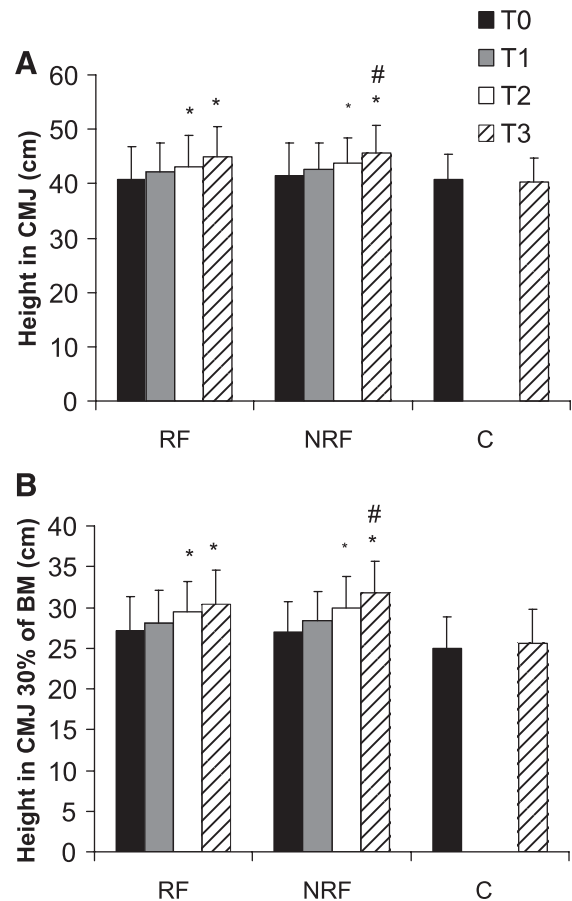 A
Height in CMJ (cm)
60
50
40
30
20
10
0
* *
* * #
T0
T1
T2
T3
RF NRF C
B
Height in CMJ 30% of BM (cm)
40
35
30
25
20
15
10
5
0
* *
* * #
RF NRF C